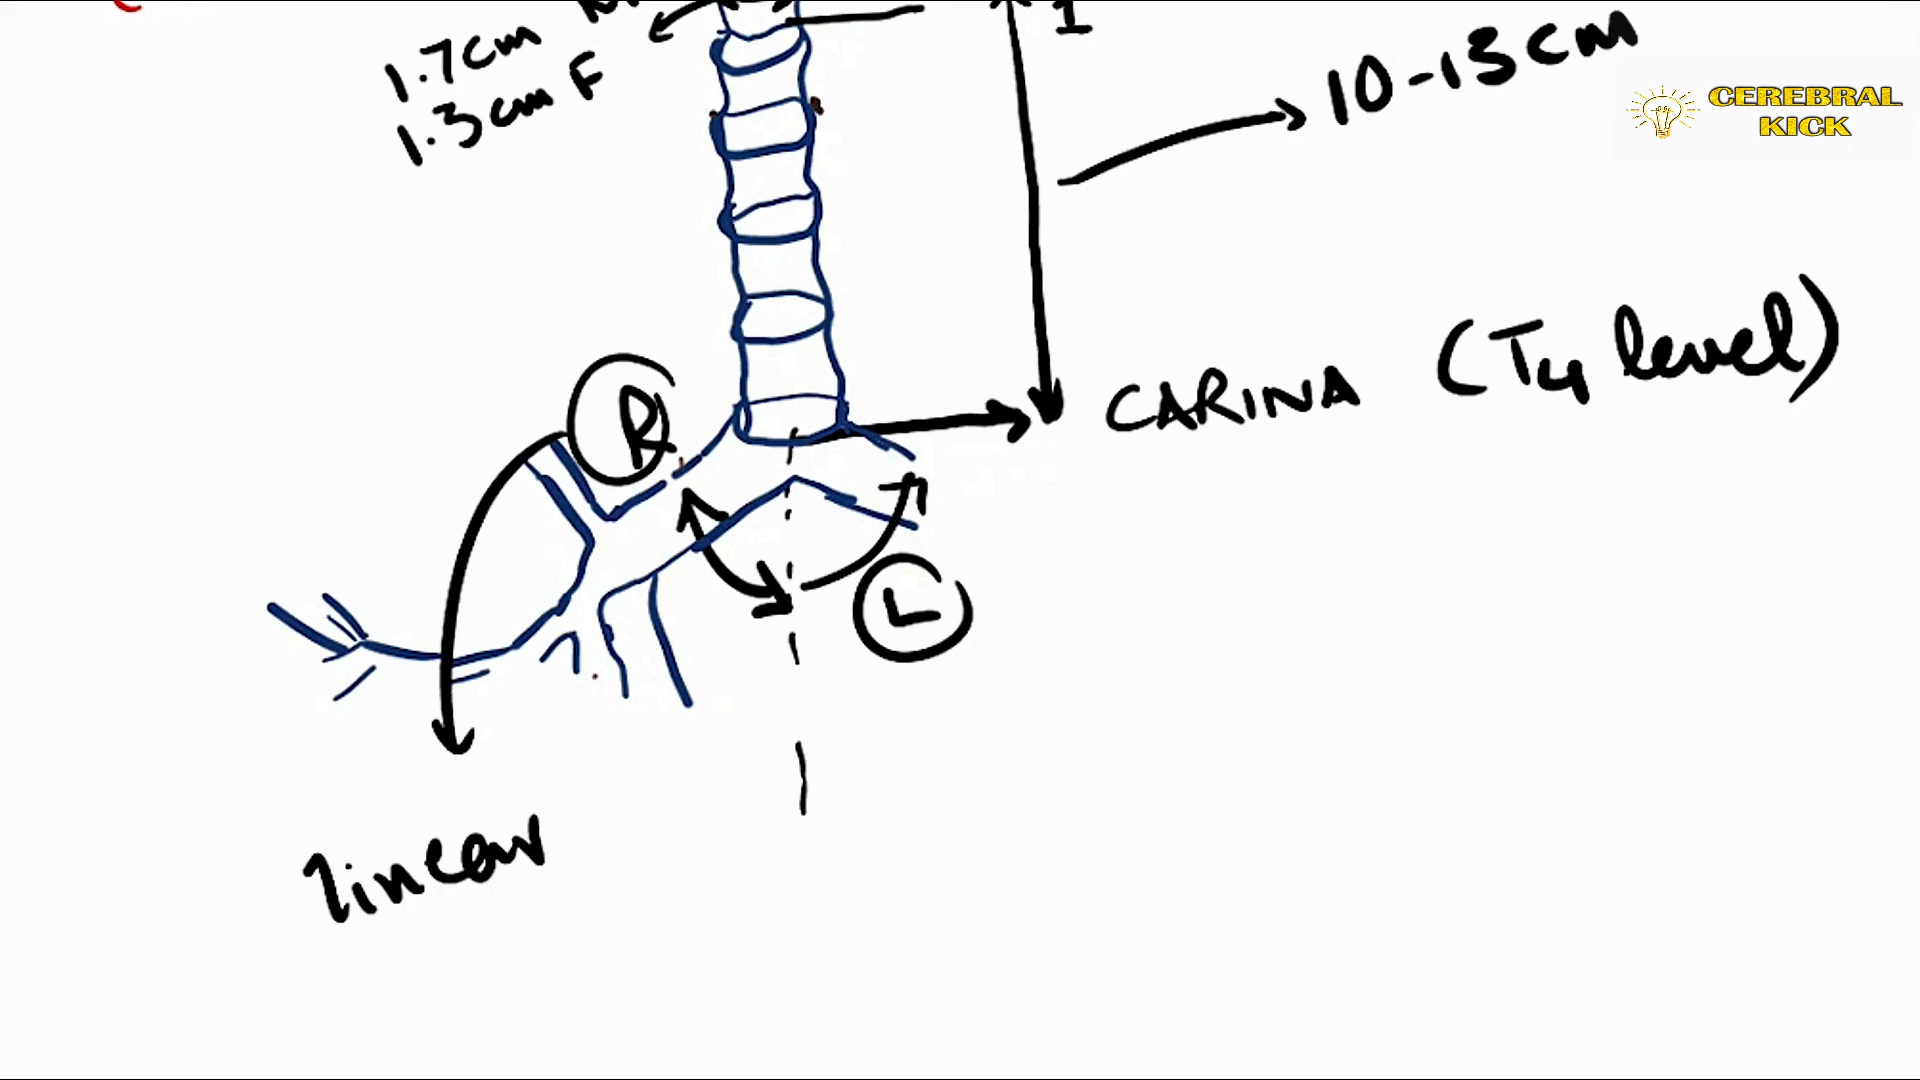 1.7cm
1.3cm F
I
10-13cm
CEREBRAL
KICK
CARINA (T4 level)
R
L
linear